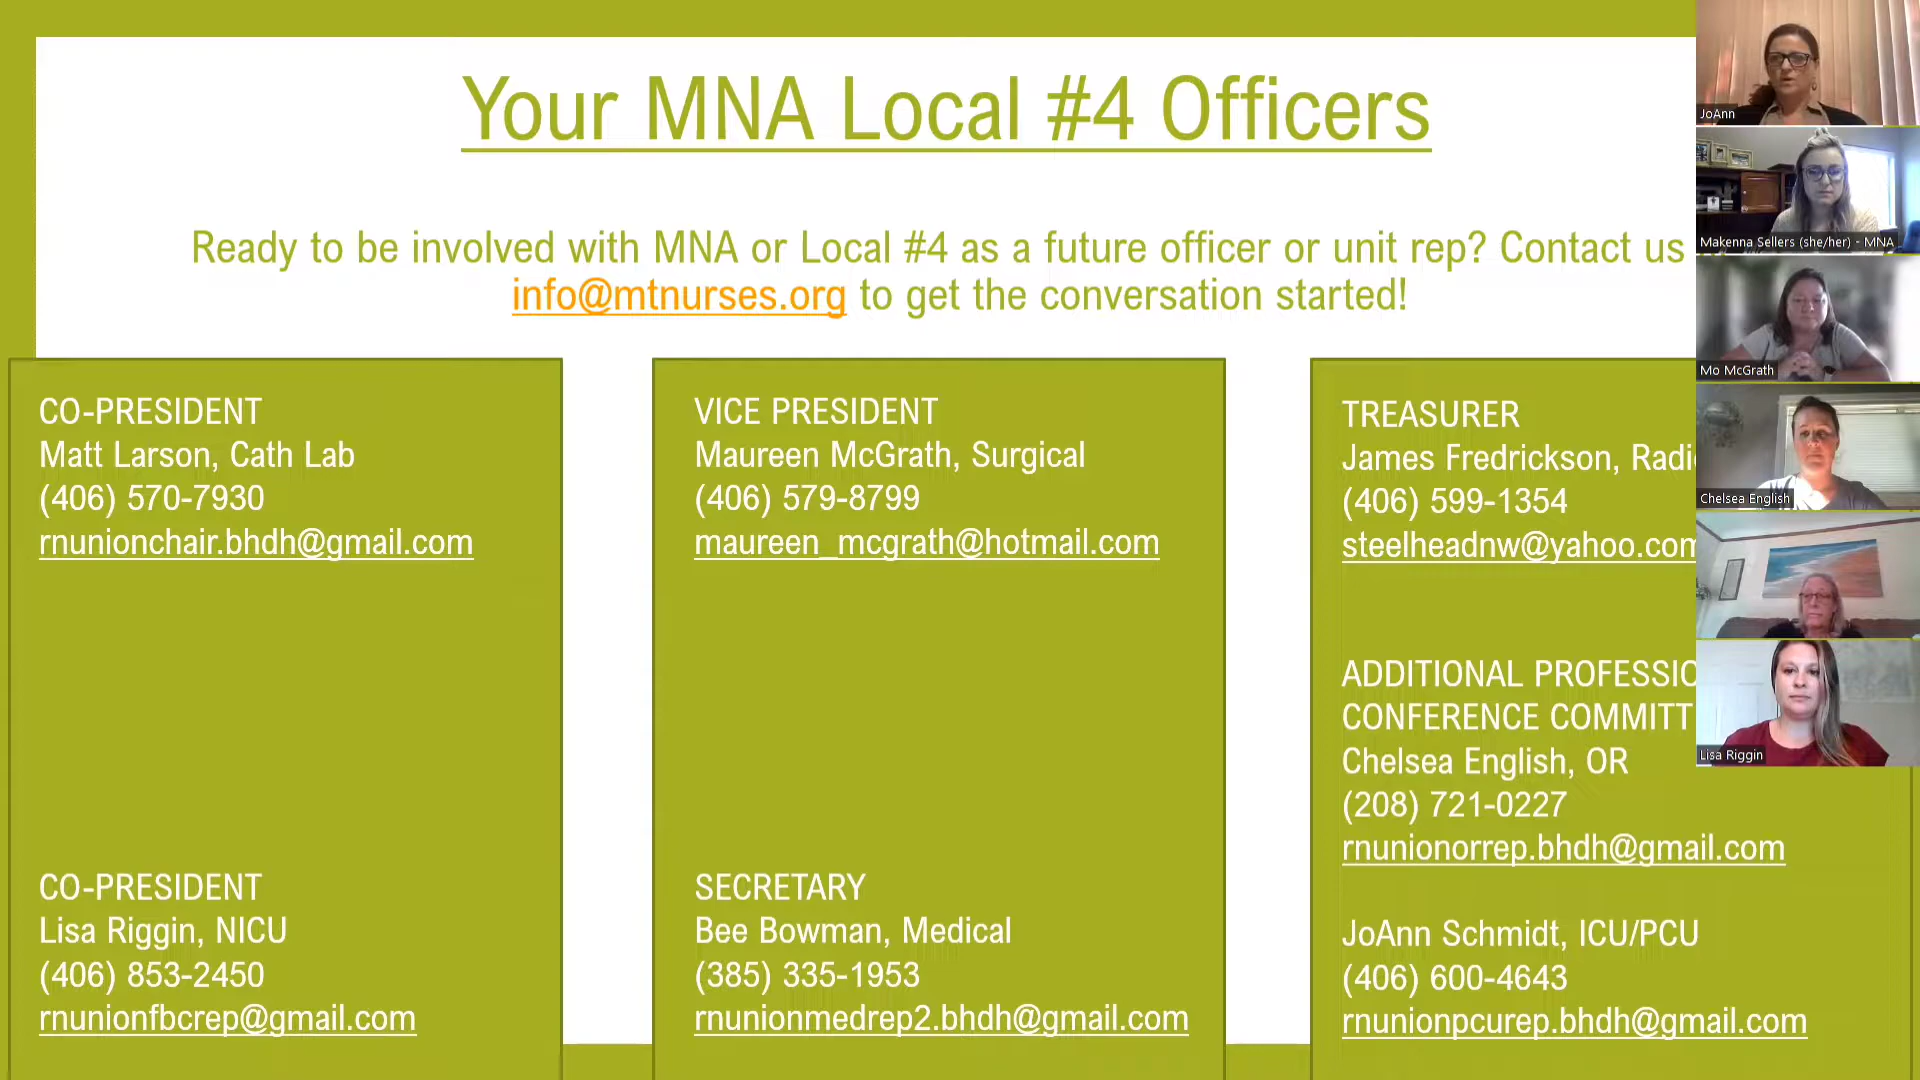 Your MNA Local #4 Officers
Ready to be involved with MNA or Local #4 as a future officer or unit rep? Contact us
info@mtnurses.org to get the conversation started!
CO-PRESIDENT
Matt Larson, Cath Lab
(406) 570-7930
rnunionchair.bhdh@gmail.com
CO-PRESIDENT
Lisa Riggin, NICU
(406) 853-2450
rnunionfbcrep@gmail.com
VICE PRESIDENT
Maureen McGrath, Surgical
(406) 579-8799
maureen_mcgrath@hotmail.com
SECRETARY
Bee Bowman, Medical
(385) 335-1953
rnunionmedrep2.bhdh@gmail.com
TREASURER
James Fredrickson,
(406) 599-1354
steelheadnw@yahoo.com
ADDITIONAL
CONFERENCE
Chelsea English, OR
(208) 721-0227
rnunionorrep.bhdh@gmail.com
JoAnn Schmidt, ICU/PCU
(406) 600-4643
rnunionpcurep.bhdh@gmail.com
JoAnn
Makenna Sellers (she/her) - MNA
Mo McGrath
Chelsea English
Lisa Riggin